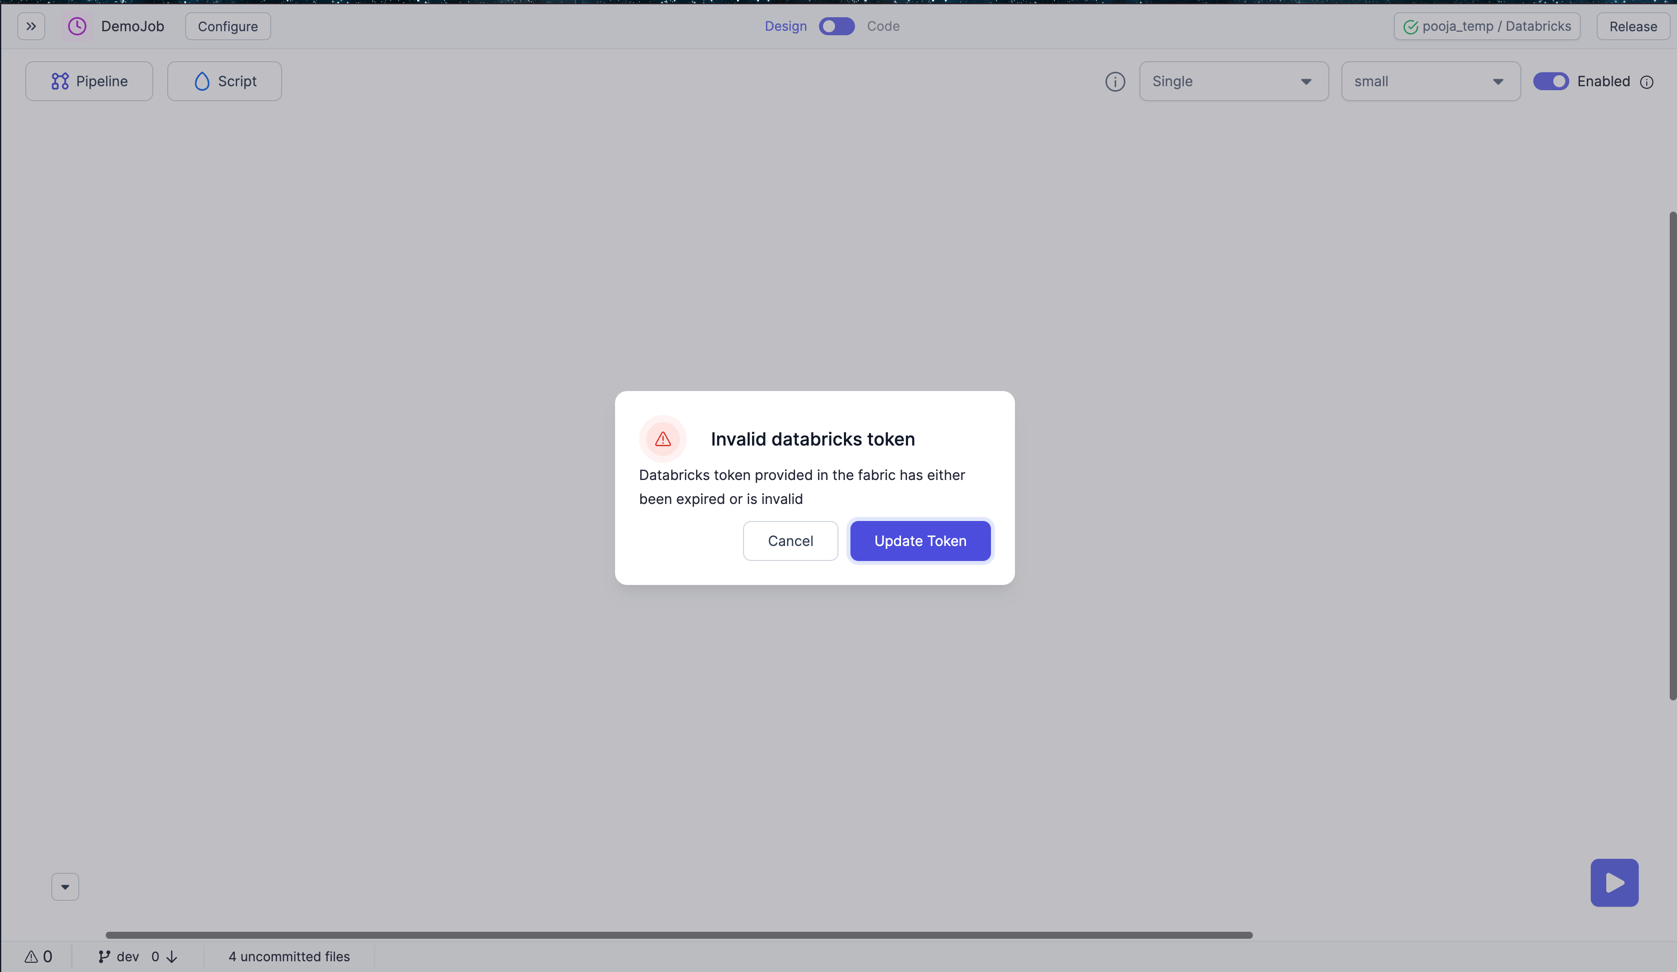 DemoJob
Configure
Design
Code
pooja_temp / Databricks
Release
Pipeline
Script
Single
small
Enabled
Invalid databricks token
Databricks token provided in the fabric has either
been expired or is invalid
Cancel
Update Token
0
dev
0
4 uncommitted files